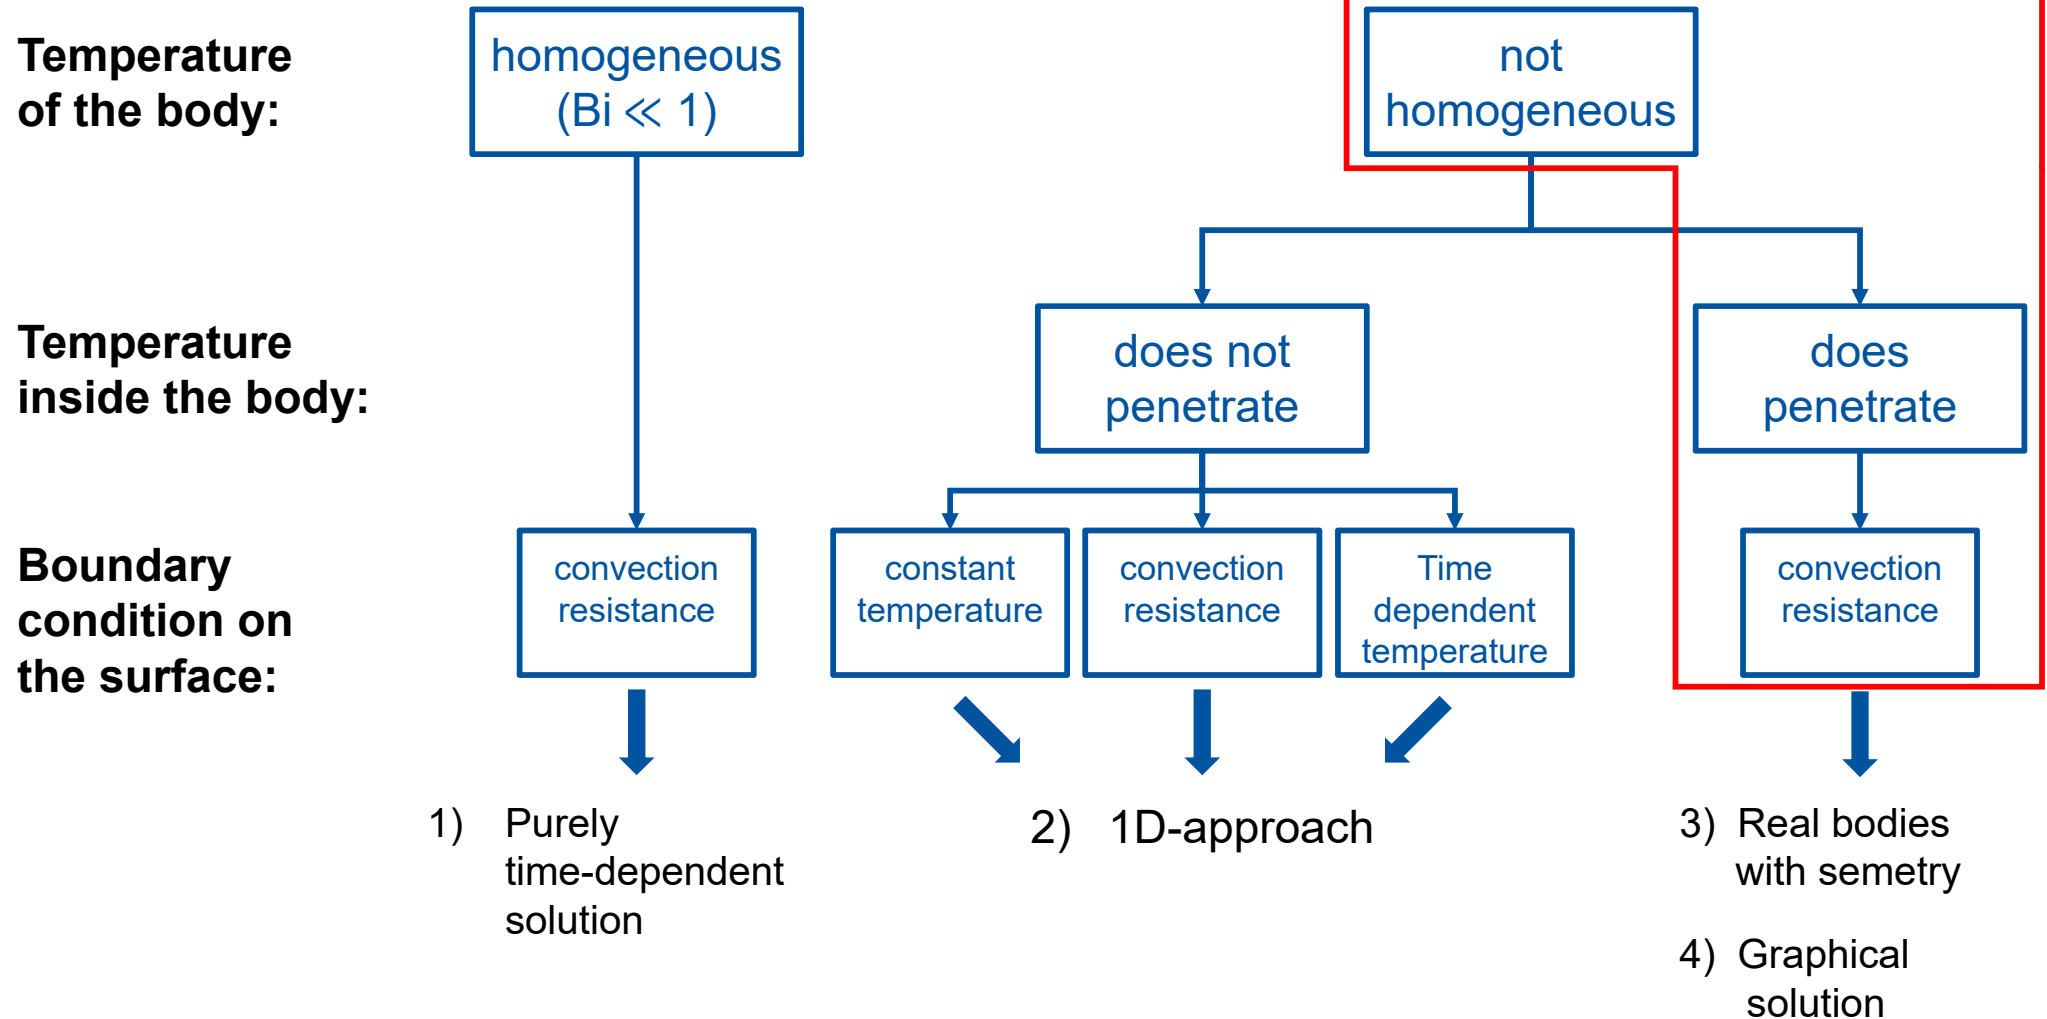 Temperature
of the body:
homogeneous
(Bi ≪ 1)
not
homogeneous
Temperature
inside the body:
does not
penetrate
does
penetrate
Boundary
condition on
the surface:
convection
resistance
constant
temperature
convection
resistance
Time
dependent
temperature
convection
resistance
1) Purely
time-dependent
solution
2) 1D-approach
3) Real bodies
with semetry
4) Graphical
solution